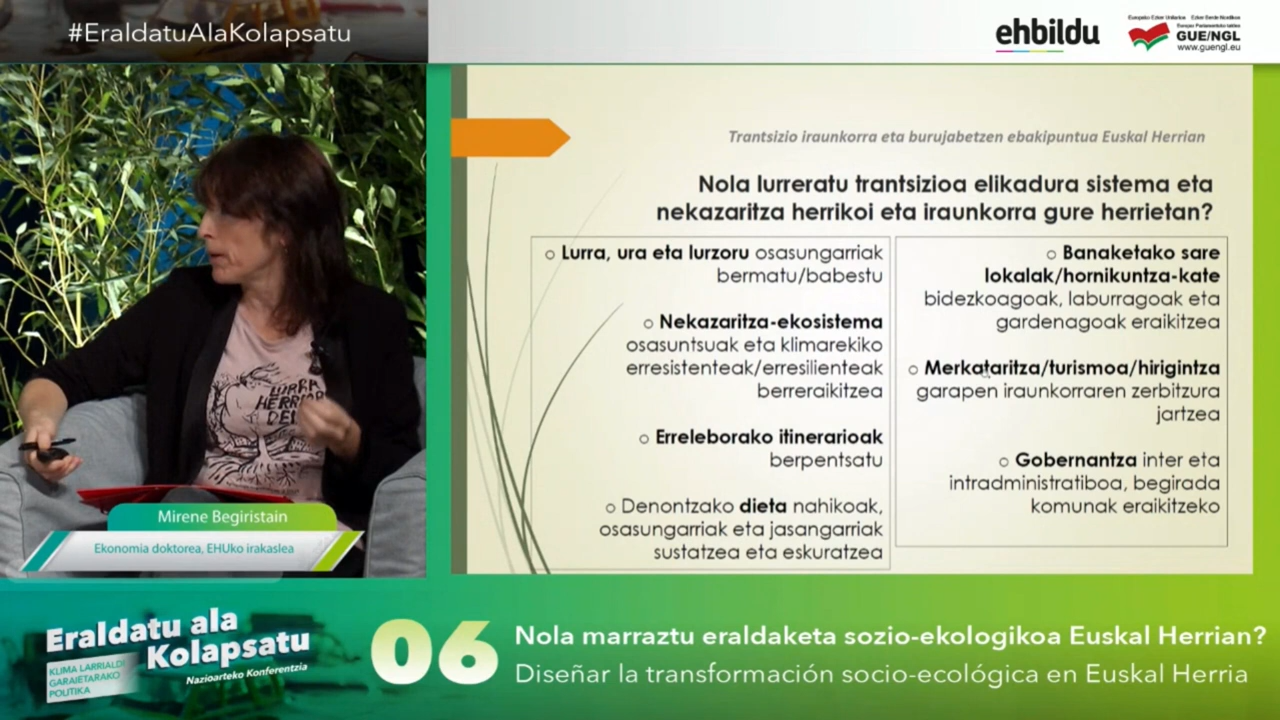 #EraldatuAlaKolapsatu
ehbildu
GUE/NGL
www.guengl.eu
Trantsizio iraunkorra eta burujabetzen ebakipuntua Euskal Herrian
Nola lurreratu trantsizioa elikadura sistema eta
nekazaritza herrikoi eta iraunkorra gure herrietan?
Lurra, ura eta lurzoru osasungarriak
bermatu/babestu
Nekazaritza-ekosistema
osasuntsuak eta klimarekiko
erresistenteak/erresilienteak
berreraikitzea
Erreleborako itinerarioak
berpentsatu
Denontzako dieta nahikoak,
osasungarriak eta jasangarriak
sustatzea eta eskuratzea
Banaketako sare
lokalak/hornikuntza-kate
bidezkoagoak, laburragoak eta
gardenagoak eraikitzea
Merkataritza/turismoa/hirigintza
garapen iraunkorraren zerbitzura
jartzea
Gobernantza inter eta
intradministratiboa, begirada
komunak eraikitzeko
LURRA
HERRIAR
Mirene Begiristain
Ekonomia doktorea, EHUko irakaslea
Eraldatu ala
Kolapsatu
KLIMA LARRIALDI
GARAIETARAKO
POLITIKA
Nazioarteko Konferentzia
06
Nola marraztu eraldaketa sozio-ekologikoa Euskal Herrian?
Diseñar la transformación socio-ecológica en Euskal Herria